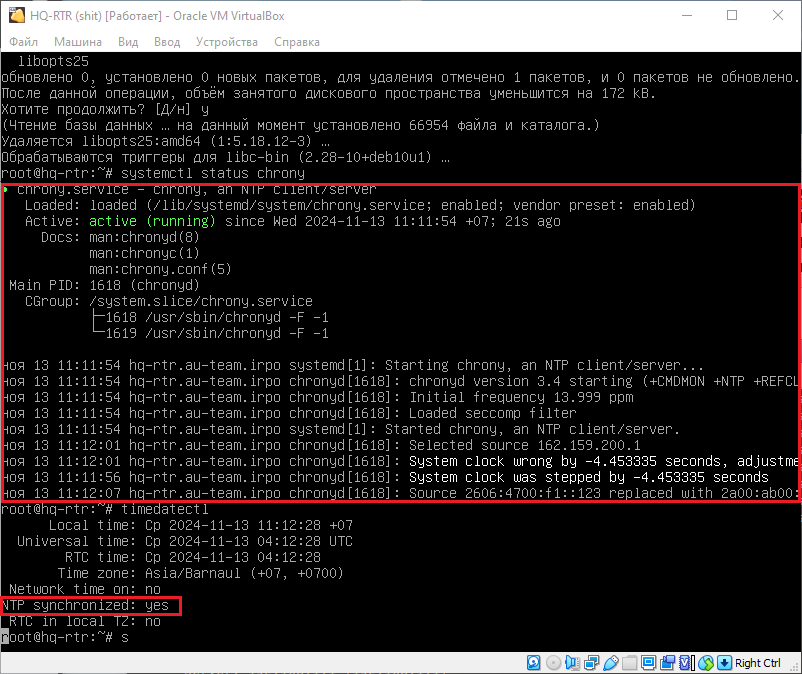 HQ-RTR (shit) [Работает] - Oracle VM VirtualBox
Файл Машина Вид Ввод Устройства Справка
libopts25
обновлено 0, установлено 0 новых пакетов, для удаления отмечено 1 пакетов, и 0 пакетов не обновлено.
После данной операции, объём занятого дискового пространства уменьшится на 172 kB.
Хотите продолжить? [Д/н] y
(Чтение базы данных … на данный момент установлено 66954 файла и каталога.)
Удаляется libopts25:amd64 (1:5.18.12-3) …
Обрабатываются триггеры для libc-bin (2.28-10+deb10u1) …
root@hq-rtr:~# systemctl status chrony
● chrony.service - chrony, an NTP client/server
Loaded: loaded (/lib/systemd/system/chrony.service; enabled; vendor preset: enabled)
Active: active (running) since Wed 2024-11-13 11:11:54 +07; 21s ago
Docs: man:chronyd(8)
man:chronyc(1)
man:chrony.conf(5)
Main PID: 1618 (chronyd)
CGroup: /system.slice/chrony.service
├─1618 /usr/sbin/chronyd -F -1
└─1619 /usr/sbin/chronyd -F -1
ноя 13 11:11:54 hq-rtr.au-team.irpo systemd[1]: Starting chrony, an NTP client/server...
ноя 13 11:11:54 hq-rtr.au-team.irpo chronyd[1618]: chronyd version 3.4 starting (+CMDMON +NTP +REFCL
ноя 13 11:11:54 hq-rtr.au-team.irpo chronyd[1618]: Initial frequency 13.999 ppm
ноя 13 11:11:54 hq-rtr.au-team.irpo chronyd[1618]: Loaded seccomp filter
ноя 13 11:11:54 hq-rtr.au-team.irpo systemd[1]: Started chrony, an NTP client/server.
ноя 13 11:12:01 hq-rtr.au-team.irpo chronyd[1618]: Selected source 162.159.200.1
ноя 13 11:12:01 hq-rtr.au-team.irpo chronyd[1618]: System clock wrong by -4.453335 seconds, adjustme
ноя 13 11:11:56 hq-rtr.au-team.irpo chronyd[1618]: System clock was stepped by -4.453335 seconds
ноя 13 11:12:07 hq-rtr.au-team.irpo chronyd[1618]: Source 2606:4700:f1::123 replaced with 2a00:ab00:
root@hq-rtr:~# timedatectl
Local time: Ср 2024-11-13 11:12:28 +07
Universal time: Ср 2024-11-13 04:12:28 UTC
RTC time: Ср 2024-11-13 04:12:28
Time zone: Asia/Barnaul (+07, +0700)
Network time on: no
NTP synchronized: yes
RTC in local TZ: no
root@hq-rtr:~# s
Right Ctrl